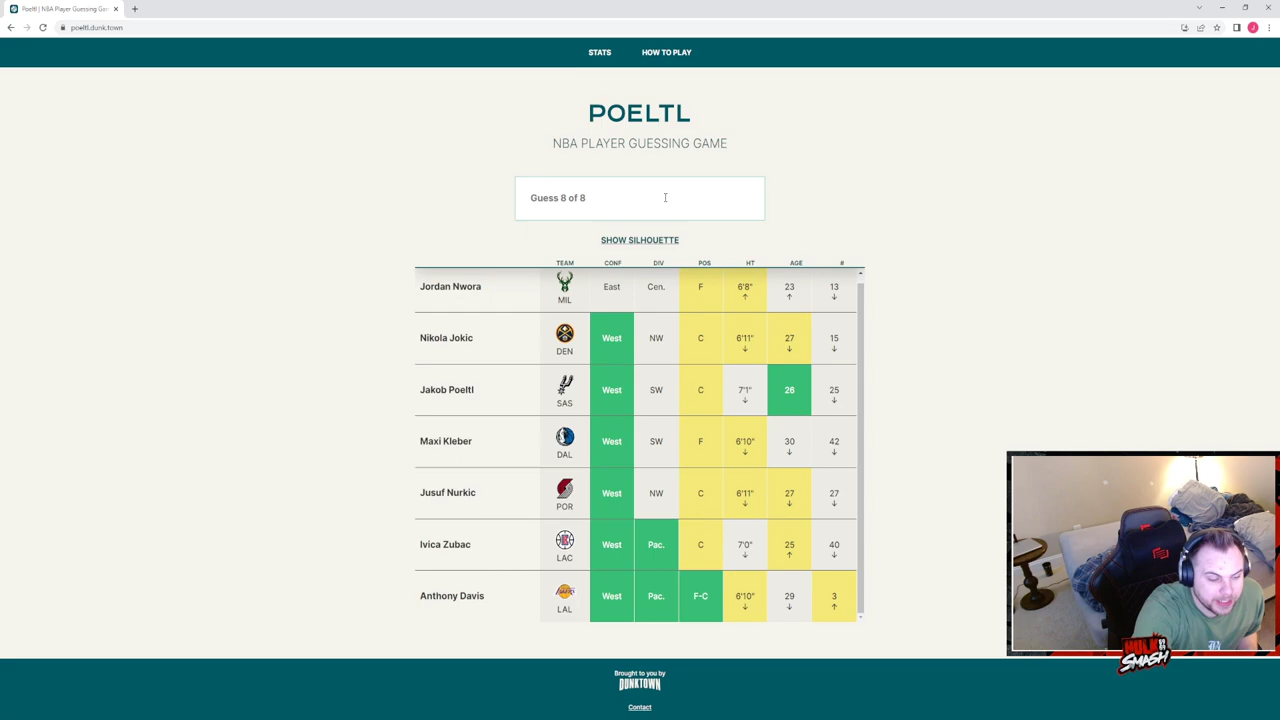 Poeltl | NBA Player Guessing Gam
poeltl.dunk.town
STATS HOW TO PLAY
POELTL
NBA PLAYER GUESSING GAME
Guess 8 of 8
SHOW SILHOUETTE
TEAM CONF DIV POS HT AGE #
Jordan Nwora MIL East Cen. F 6'8" ↑ 23 ↑ 13 ↓
Nikola Jokic DEN West NW C 6'11" ↓ 27 ↓ 15 ↓
Jakob Poeltl SAS West SW C 7'1" ↓ 26 25 ↓
Maxi Kleber DAL West SW F 6'10" ↓ 30 ↓ 42 ↓
Jusuf Nurkic POR West NW C 6'11" ↓ 27 ↓ 27 ↓
Ivica Zubac LAC West Pac. C 7'0" ↓ 25 ↑ 40 ↓
Anthony Davis LAL West Pac. F-C 6'10" ↓ 29 ↓ 3 ↑
HULK
SMASH
Brought to you by
DUNKTOWN
Contact